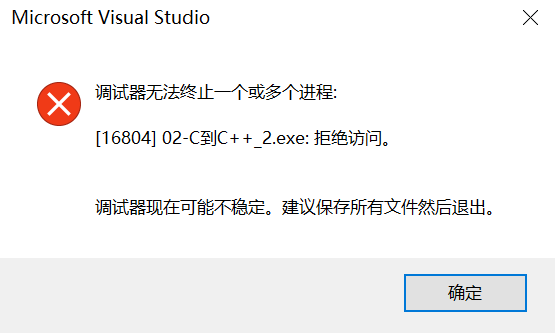 Microsoft Visual Studio
调试器无法终止一个或多个进程:
[16804] 02-C到C++_2.exe: 拒绝访问。
调试器现在可能不稳定。建议保存所有文件然后退出。
确定